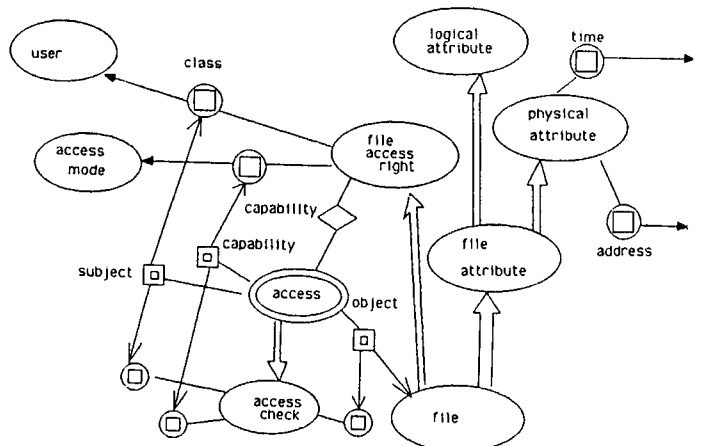 user
class
logical
attribute
time
physical
attribute
file
access
right
access
mode
capability
capability
subject
access
object
file
attribute
address
access
check
file